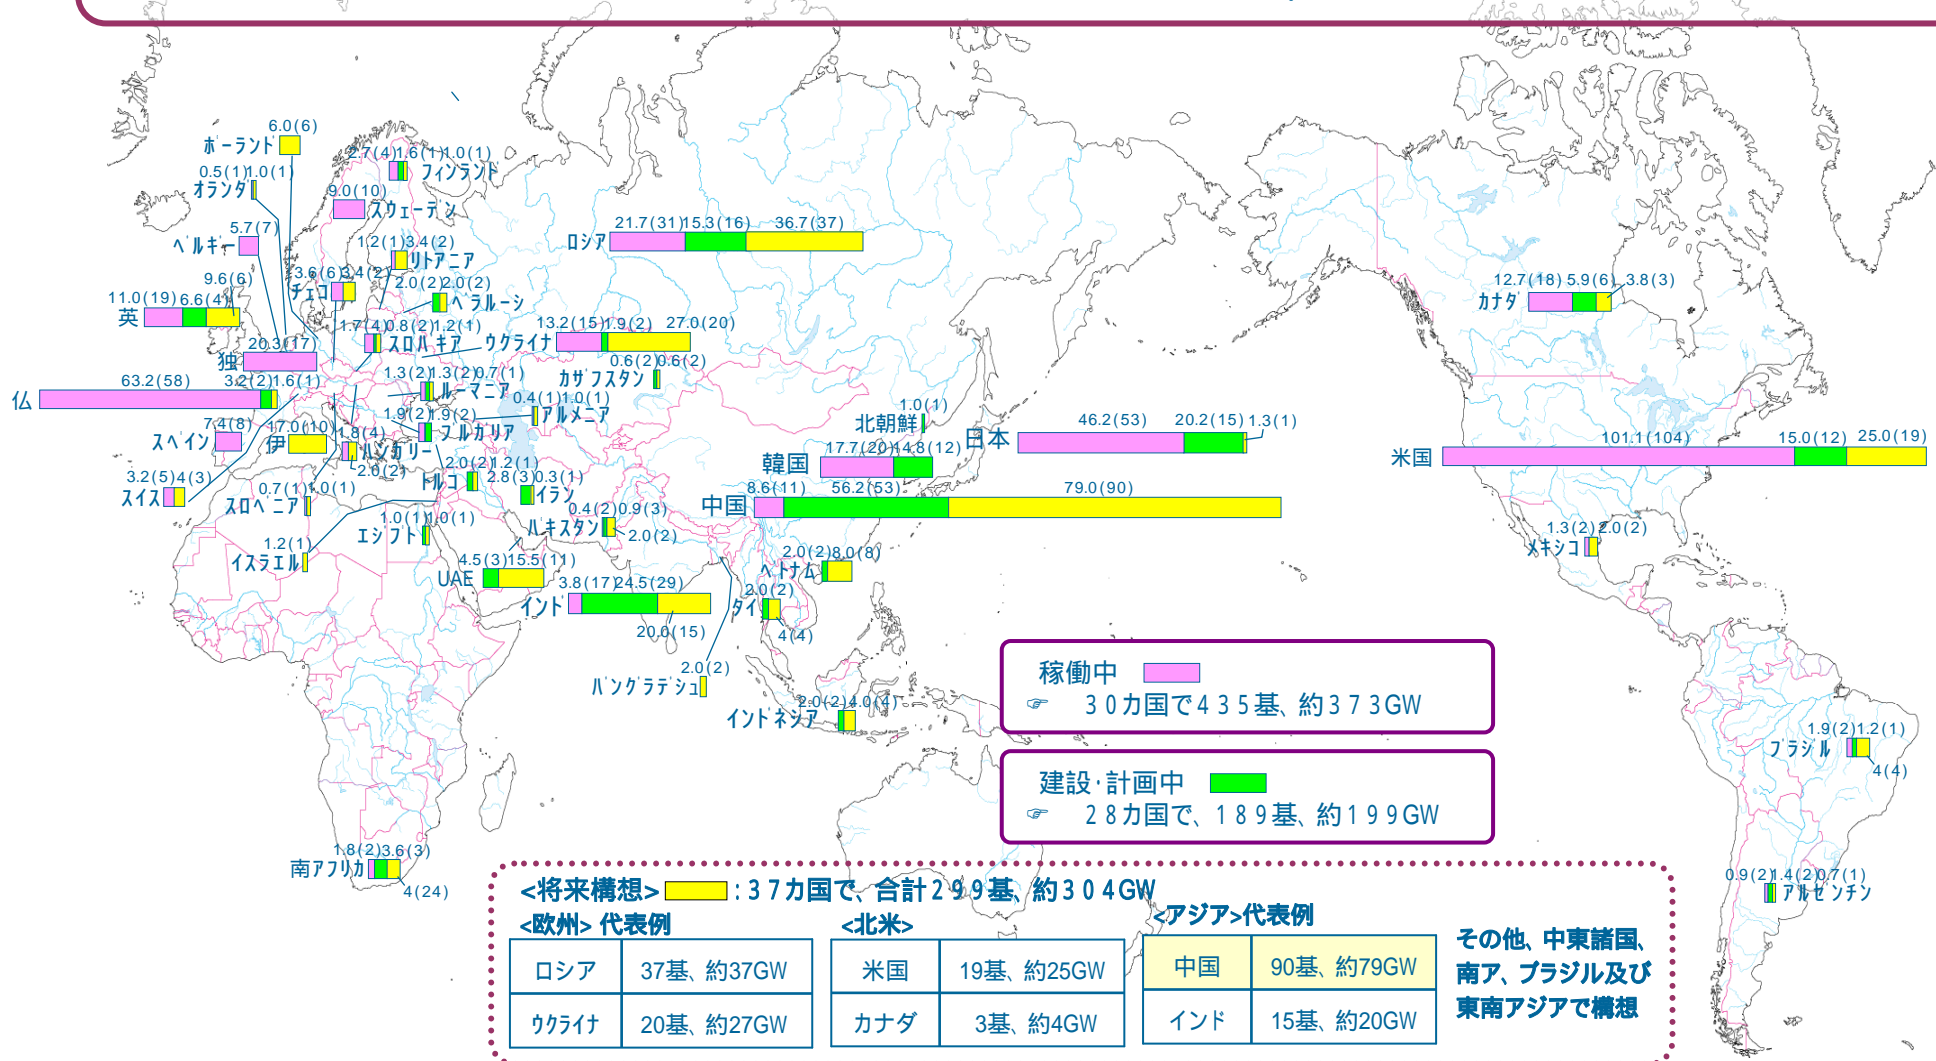 6.0(6)
ポーランド
2.7(4)1.6(1)1.0(1)
フィンランド
0.5(1)1.0(1)
オランダ
9.0(10)
スウェーデン
5.7(7)
ベルギー
21.7(31)15.3(16) 36.7(37)
ロシア
1.2(1)3.4(2)
リトアニア
3.6(6)3.4(2)
チェコ
2.0(2)2.0(2)
ベラルーシ
9.6(6)
11.0(19)6.6(4)
英
12.7(18) 5.9(6) 3.8(3)
カナダ
1.7(4)0.8(2)1.2(1)
スロバキア
13.2(15)1.9(2) 27.0(20)
ウクライナ
20.3(17)
独
0.6(2)0.6(2)
カザフスタン
63.2(58) 3.2(2)1.6(1)
仏
1.3(2)1.3(2)0.7(1)
ルーマニア
0.4(1)1.0(1)
アルメニア
1.9(2)1.9(2)
ブルガリア
1.0(1)
北朝鮮
46.2(53) 20.2(15) 1.3(1)
日本
7.4(8)
スペイン
17.0(10)
伊
1.8(4)
ハンガリー
2.0(2)
17.7(20)14.8(12)
韓国
101.1(104) 15.0(12) 25.0(19)
米国
3.2(5)4(3)
スイス
0.7(1)1.0(1)
スロベニア
2.0(2)1.2(1)
トルコ
2.8(3)0.3(1)
イラン
8.6(11) 56.2(53) 79.0(90)
中国
1.0(1)1.0(1)
エジプト
0.4(2)0.9(3)
パキスタン
2.0(2)
1.3(2)2.0(2)
メキシコ
1.2(1)
イスラエル
4.5(3)15.5(11)
UAE
2.0(2)8.0(8)
ベトナム
3.8(17)24.5(29)
インド
20.0(15)
2.0(2)
タイ
4(4)
2.0(2)
バングラデシュ
2.0(2)4.0(4)
インドネシア
稼働中
☞ 30カ国で435基、約373GW
1.9(2)1.2(1)
ブラジル
4(4)
建設・計画中
☞ 28カ国で、189基、約199GW
1.8(2)3.6(3)
南アフリカ
4(24)
0.9(2)1.4(2)0.7(1)
アルゼンチン
<将来構想> :37カ国で、合計299基、約304GW
<欧州> 代表例
ロシア 37基、約37GW
ウクライナ 20基、約27GW
<北米>
米国 19基、約25GW
カナダ 3基、約4GW
<アジア>代表例
中国 90基、約79GW
インド 15基、約20GW
その他、中東諸国、
南ア、ブラジル及び
東南アジアで構想